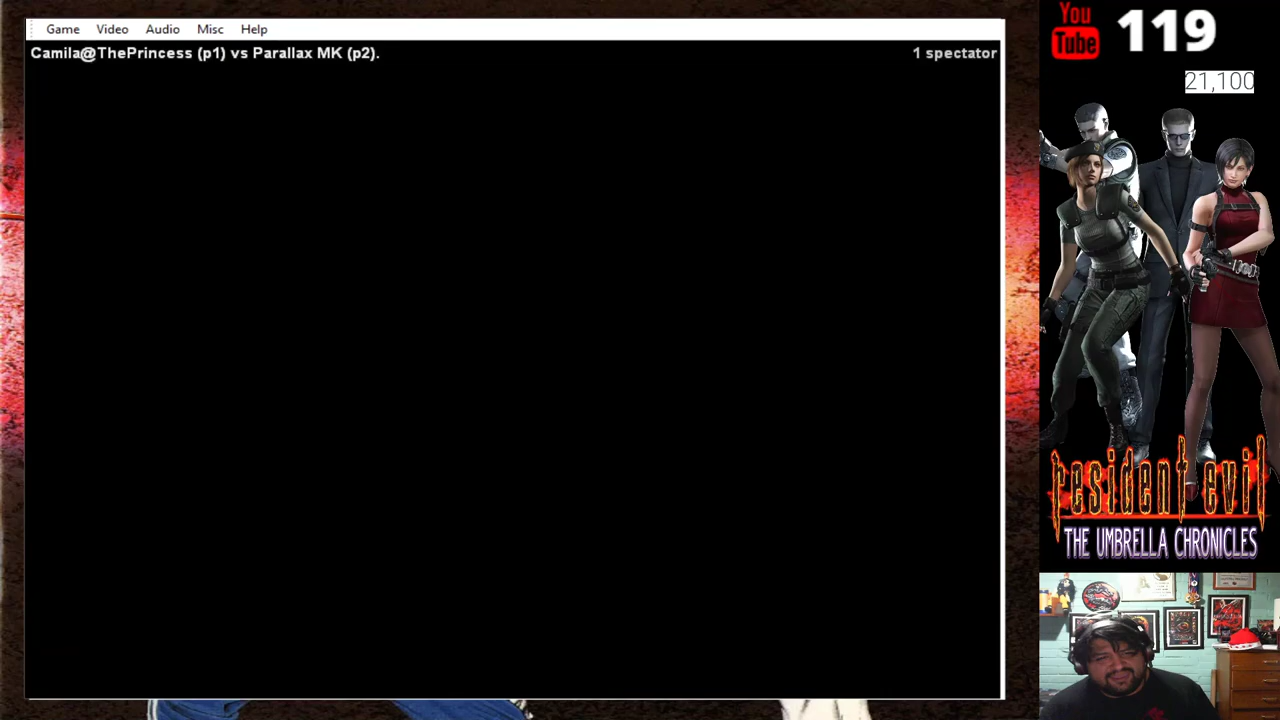 Game Video Audio Misc Help
Camila@ThePrincess (p1) vs Parallax MK (p2). 1 spectator
You
Tube 119
21,100
resident evil
THE UMBRELLA CHRONICLES